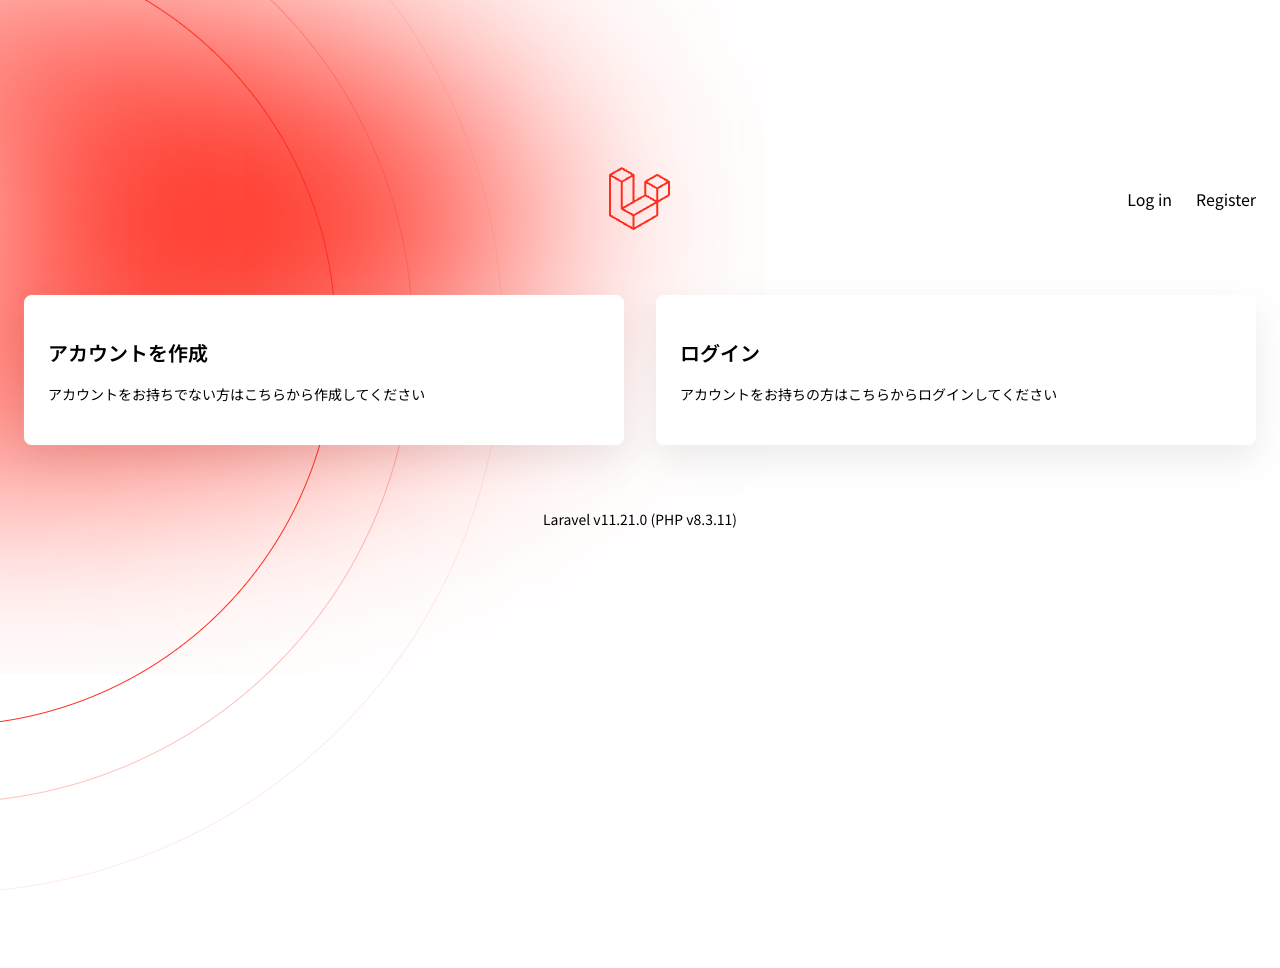 Log in
Register
アカウントを作成
アカウントをお持ちでない方はこちらから作成してください
ログイン
アカウントをお持ちの方はこちらからログインしてください
Laravel v11.21.0 (PHP v8.3.11)